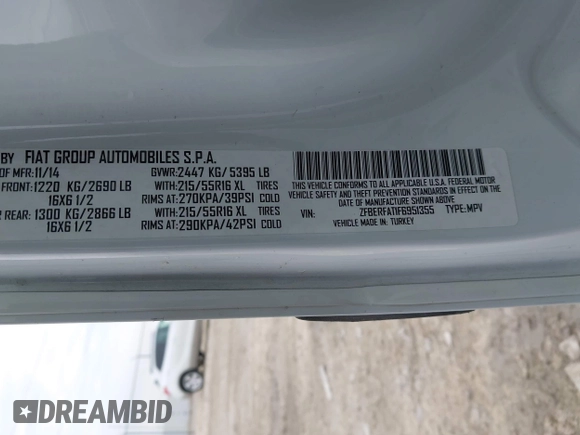 BY FIAT GROUP AUTOMOBILES S.P.A.
OF MFR:11/14 GVWR:2447 KG/5395 LB
FRONT:1220 KG/2690 LB WITH:215/55R16 XL TIRES
16X6 1/2 RIMS AT:270KPA/39PSI COLD
REAR: 1300 KG/2866 LB WITH:215/55R16 XL TIRES
16X6 1/2 RIMS AT:290KPA/42PSI COLD
THIS VEHICLE CONFORMS TO ALL APPLICABLE U.S.A. FEDERAL MOTOR
VEHICLE SAFETY, BUMPER, AND THEFT PREVENTION STANDARDS IN
EFFECT ON THE DATE OF MANUFACTURE SHOWN ABOVE.
VIN: ZFBERFAT1F6951355 TYPE:MPV
MADE IN: TURKEY
DREAMBID